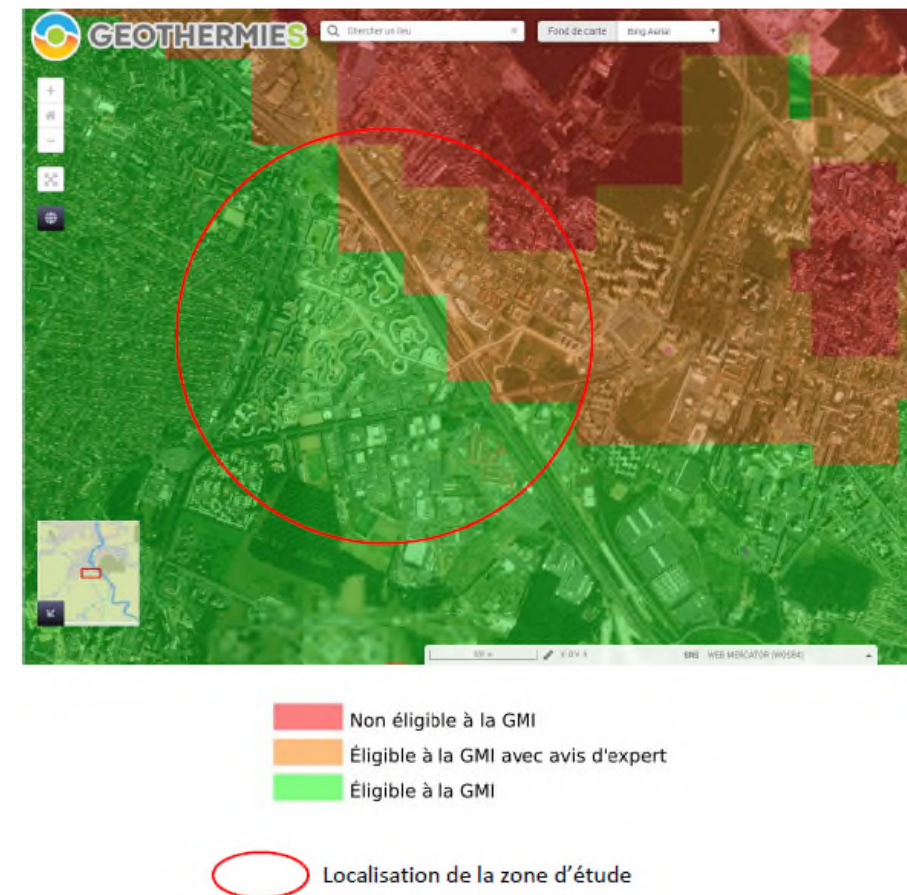 GEOTHERMIES
Chercher un lieu
Fond de carte Bing Aerial
WEB MERCATOR (WGS84)
Non éligible à la GMI
Éligible à la GMI avec avis d'expert
Éligible à la GMI
Localisation de la zone d'étude